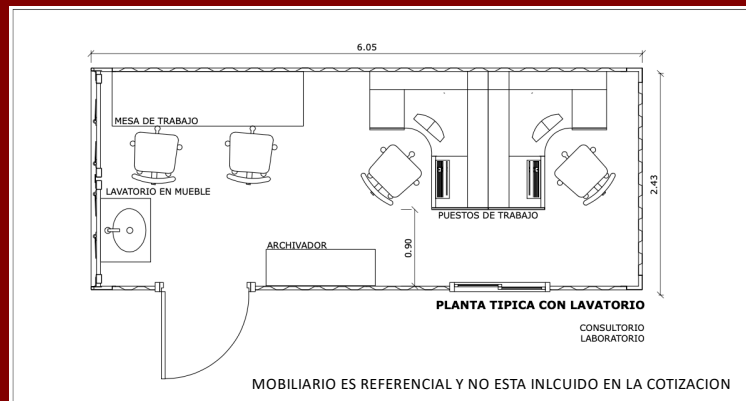 6.05
MESA DE TRABAJO
LAVATORIO EN MUEBLE
PUESTOS DE TRABAJO
2.43
ARCHIVADOR
0.90
PLANTA TIPICA CON LAVATORIO
CONSULTORIO
LABORATORIO
MOBILIARIO ES REFERENCIAL Y NO ESTA INLCUIDO EN LA COTIZACION